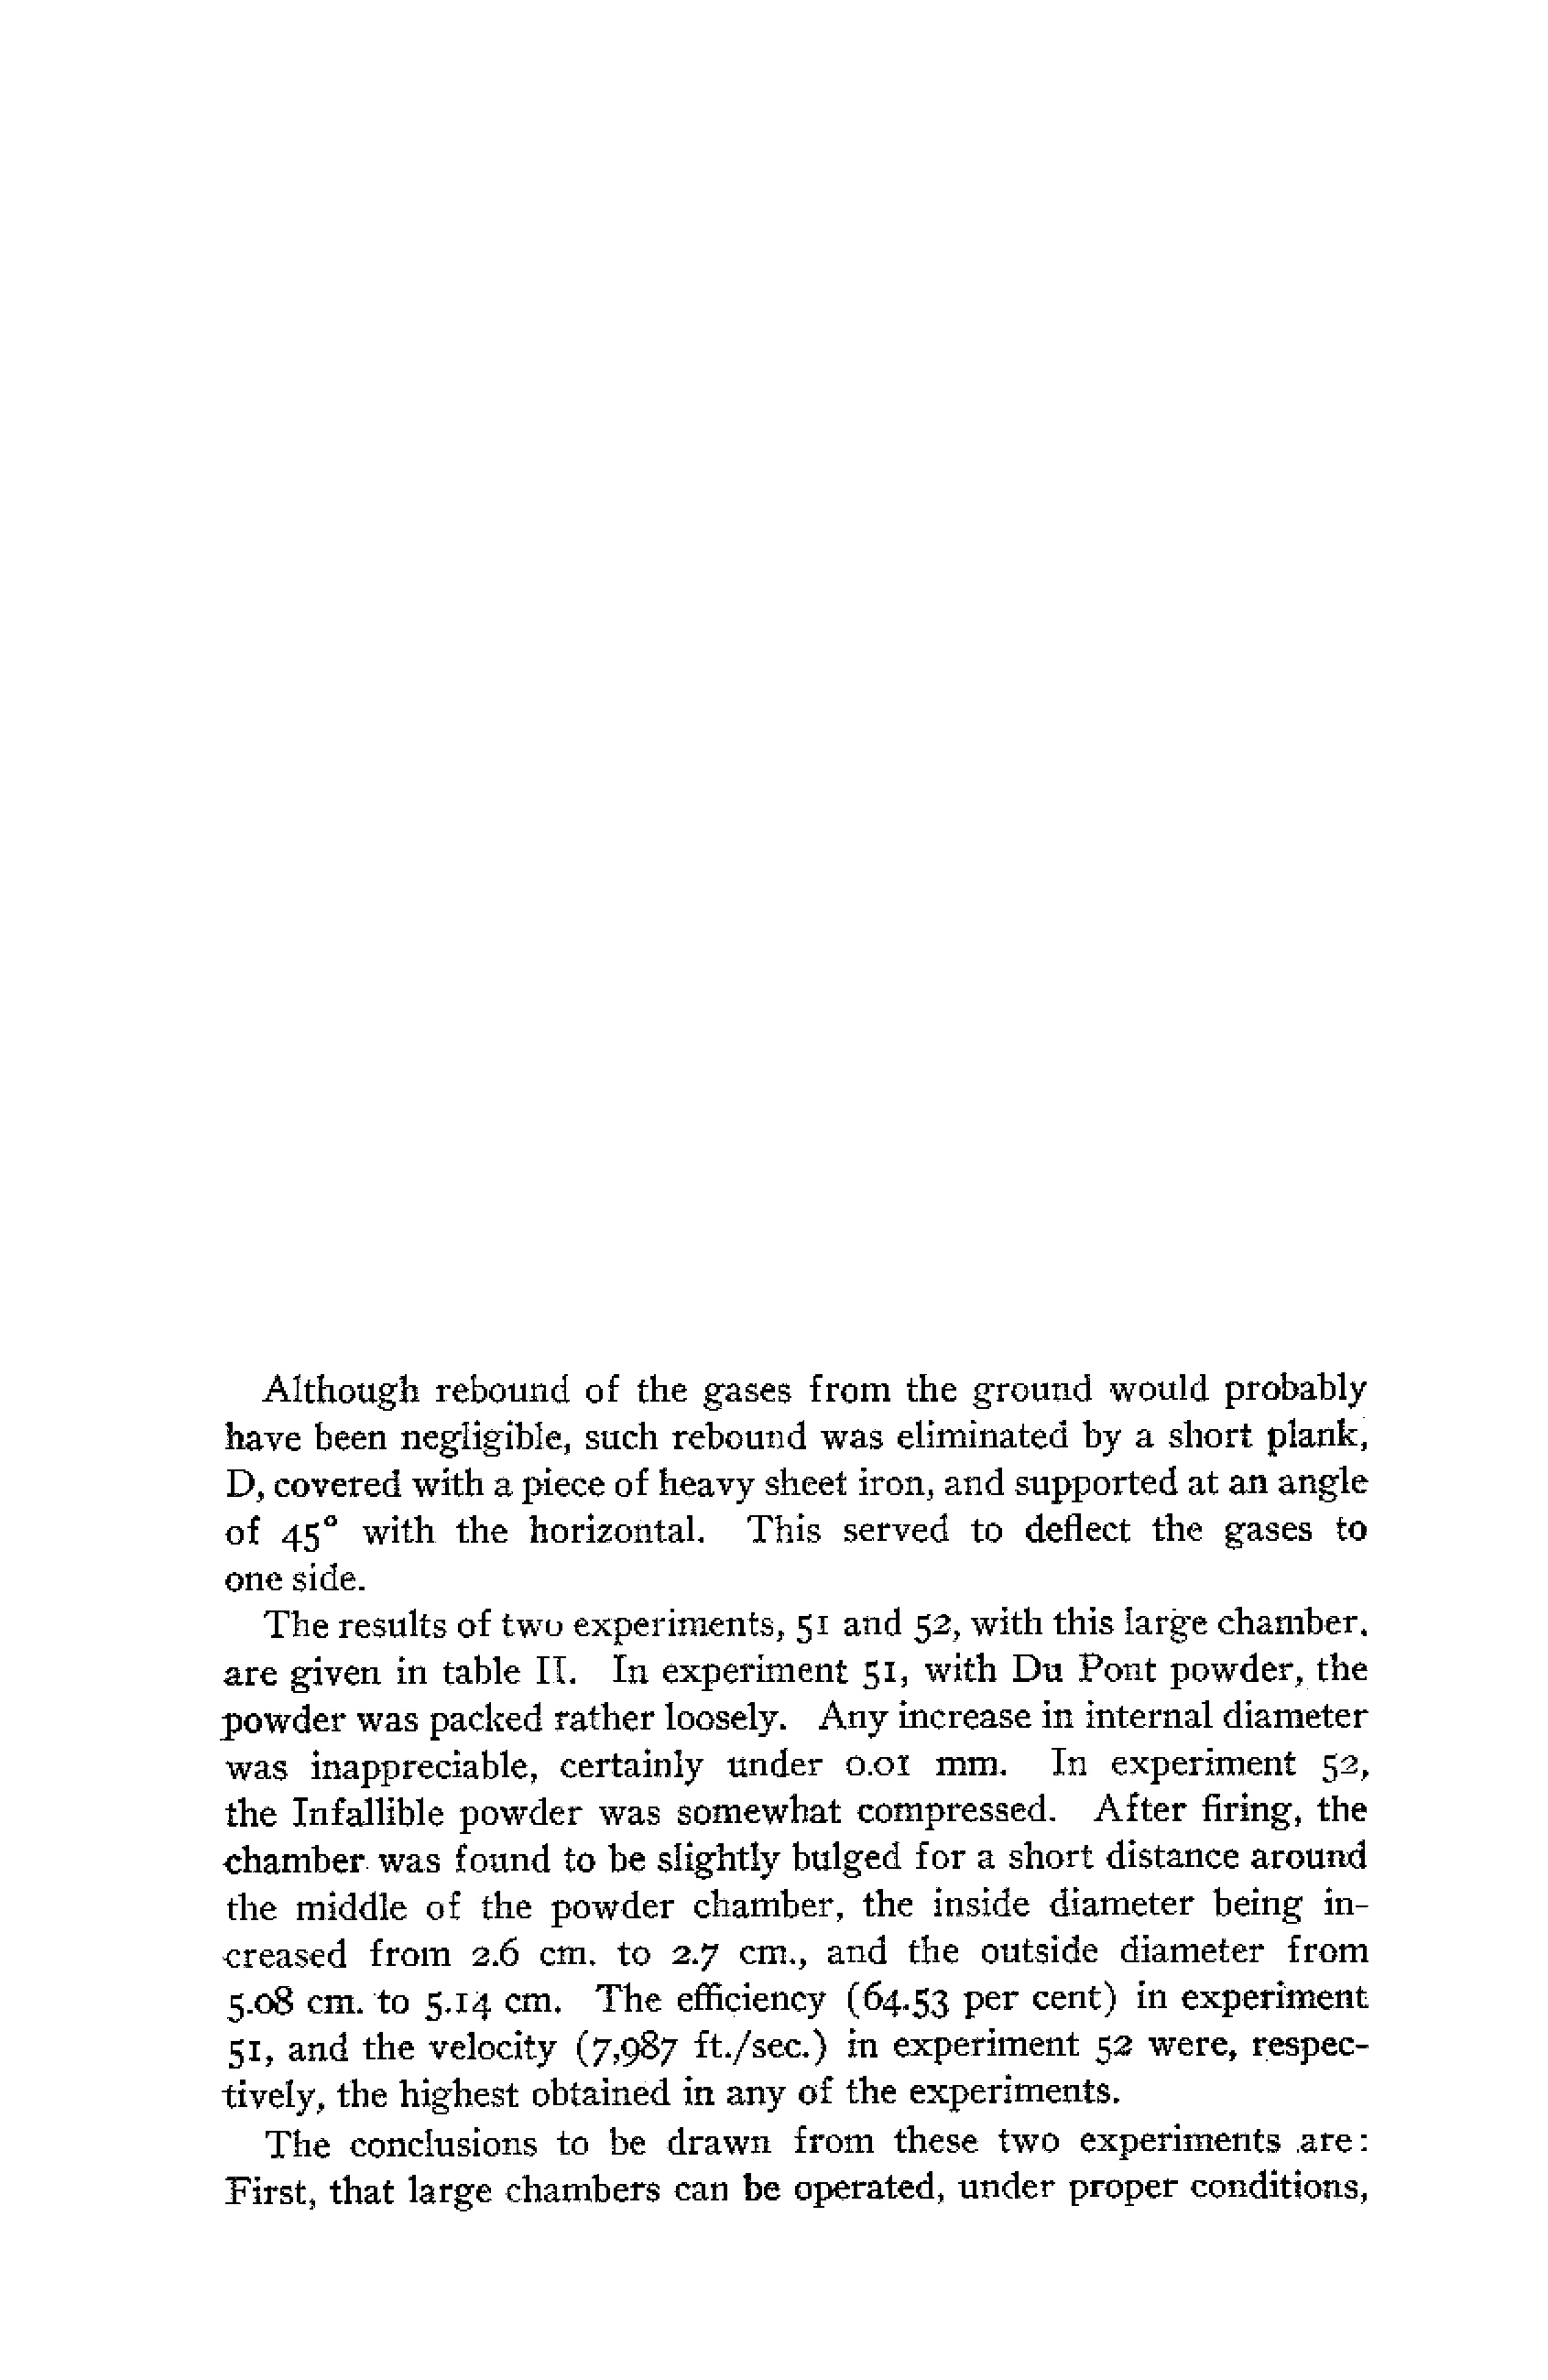 Although rebound of the gases from the ground would probably
have been negligible, such rebound was eliminated by a short plank,
D, covered with a piece of heavy sheet iron, and supported at an angle
of 45° with the horizontal. This served to deflect the gases to
one side.
The results of two experiments, 51 and 52, with this large chamber.
are given in table II. In experiment 51, with Du Pont powder, the
powder was packed rather loosely. Any increase in internal diameter
was inappreciable, certainly under 0.01 mm. In experiment 52,
the Infallible powder was somewhat compressed. After firing, the
chamber was found to be slightly bulged for a short distance around
the middle of the powder chamber, the inside diameter being in-
creased from 2.6 cm. to 2.7 cm., and the outside diameter from
5.08 cm. to 5.14 cm. The efficiency (64.53 per cent) in experiment
51, and the velocity (7,987 ft./sec.) in experiment 52 were, respec-
tively, the highest obtained in any of the experiments.
The conclusions to be drawn from these two experiments are:
First, that large chambers can be operated, under proper conditions,